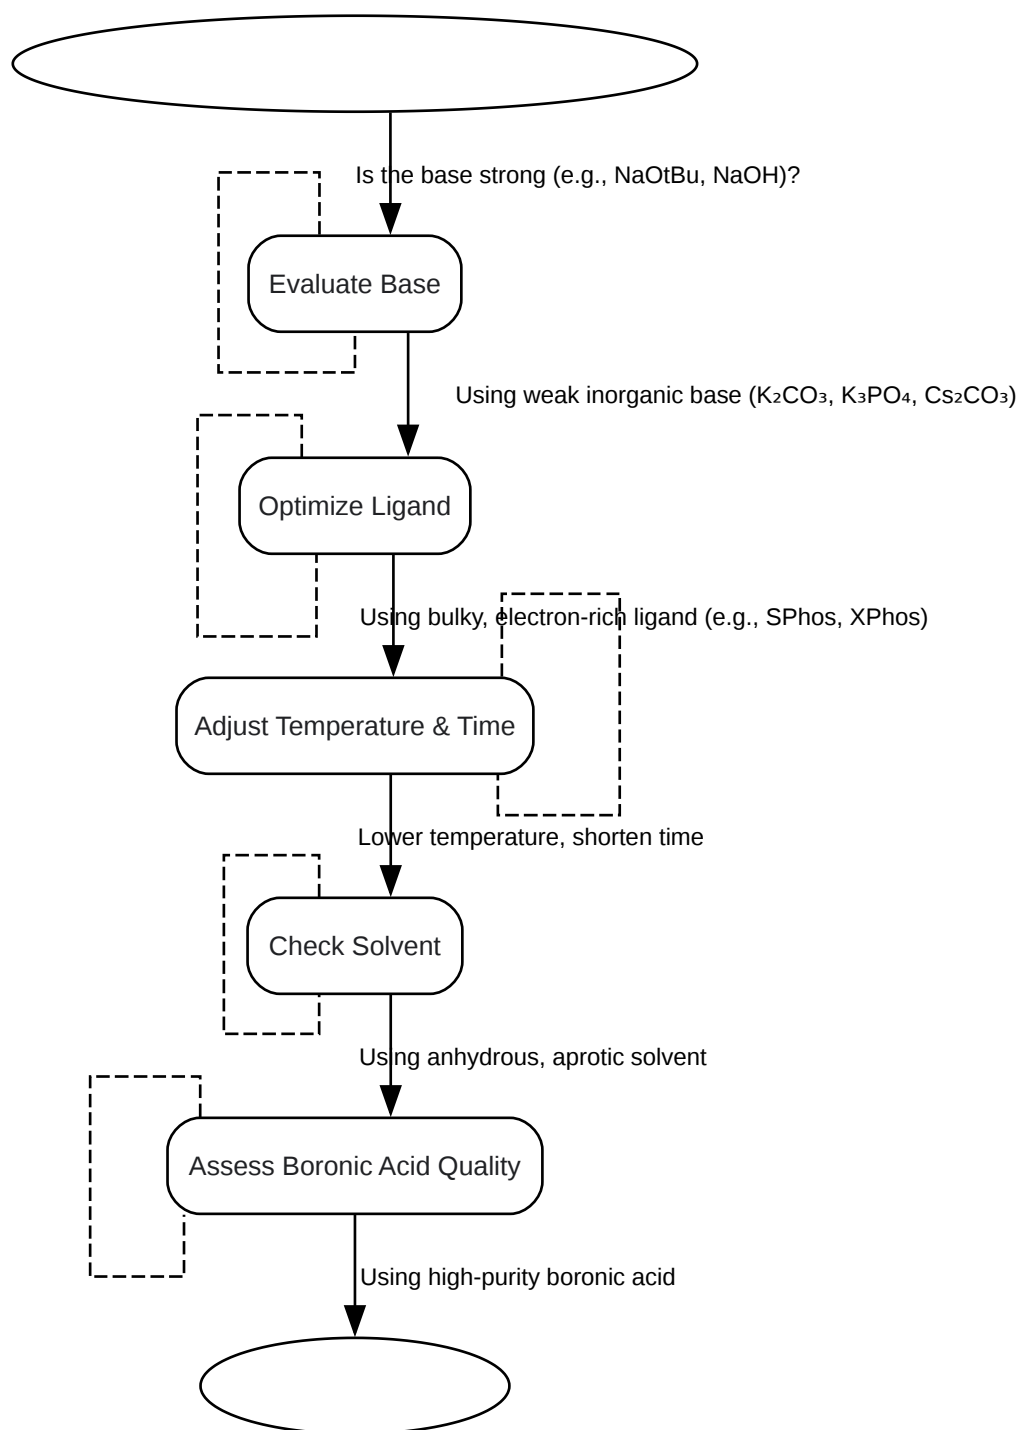 Is the base strong (e.g., NaOtBu, NaOH)?
Evaluate Base
Using weak inorganic base (K₂CO₃, K₃PO₄, Cs₂CO₃)
Optimize Ligand
Using bulky, electron-rich ligand (e.g., SPhos, XPhos)
Adjust Temperature & Time
Lower temperature, shorten time
Check Solvent
Using anhydrous, aprotic solvent
Assess Boronic Acid Quality
Using high-purity boronic acid